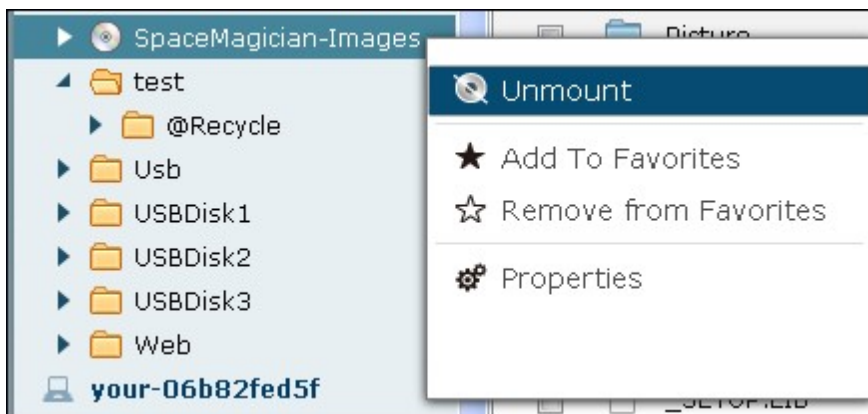 SpaceMagician-Images
test
@Recycle
Usb
USBDisk1
USBDisk2
USBDisk3
Web
your-06b82fed5f
Unmount
Add To Favorites
Remove from Favorites
Properties